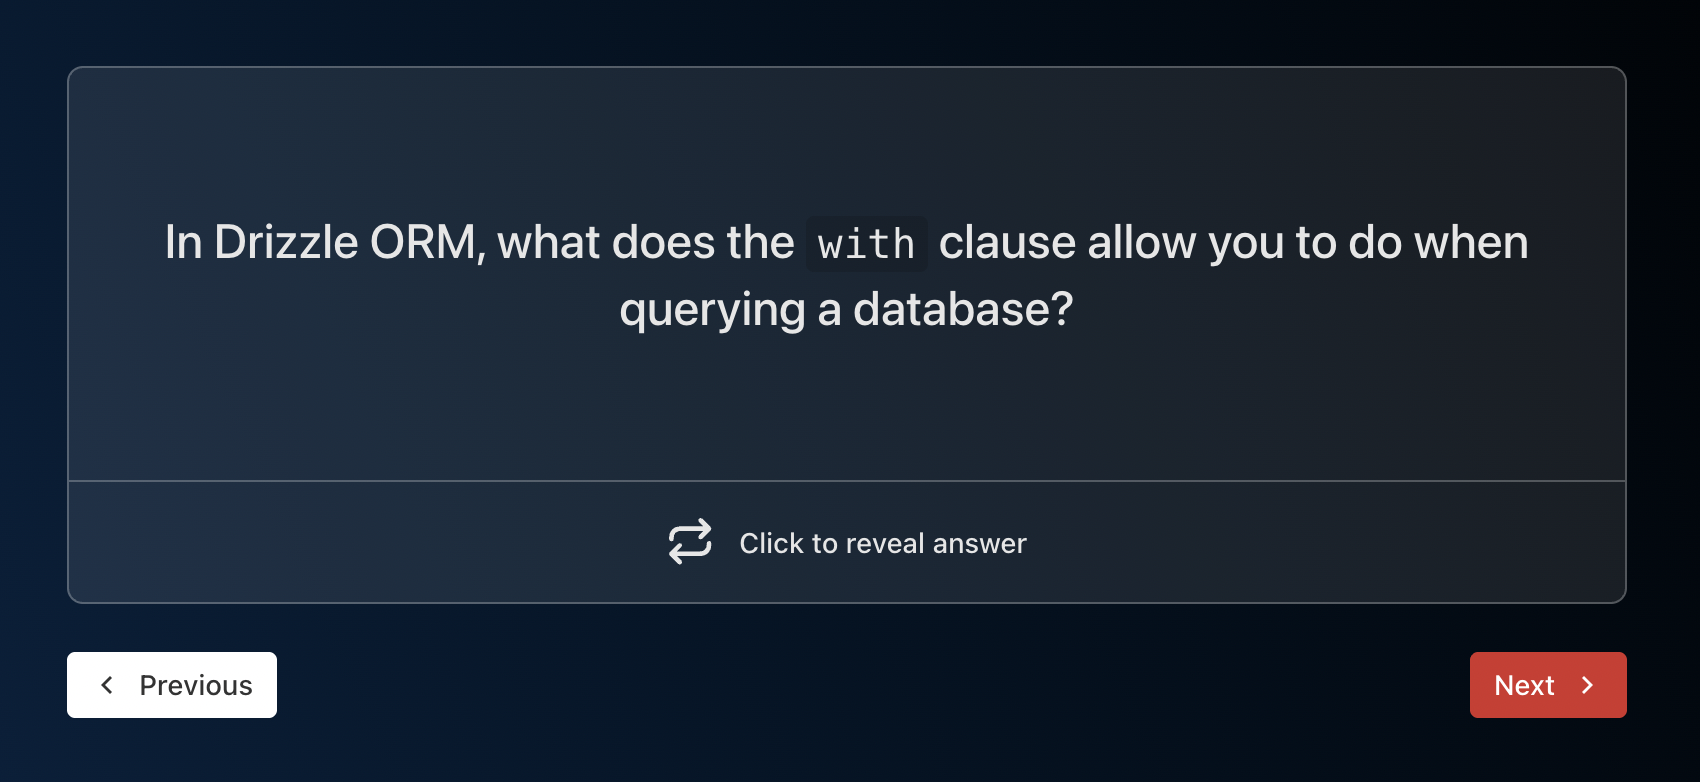 In Drizzle ORM, what does the with clause allow you to do when
querying a database?
Click to reveal answer
Previous
Next